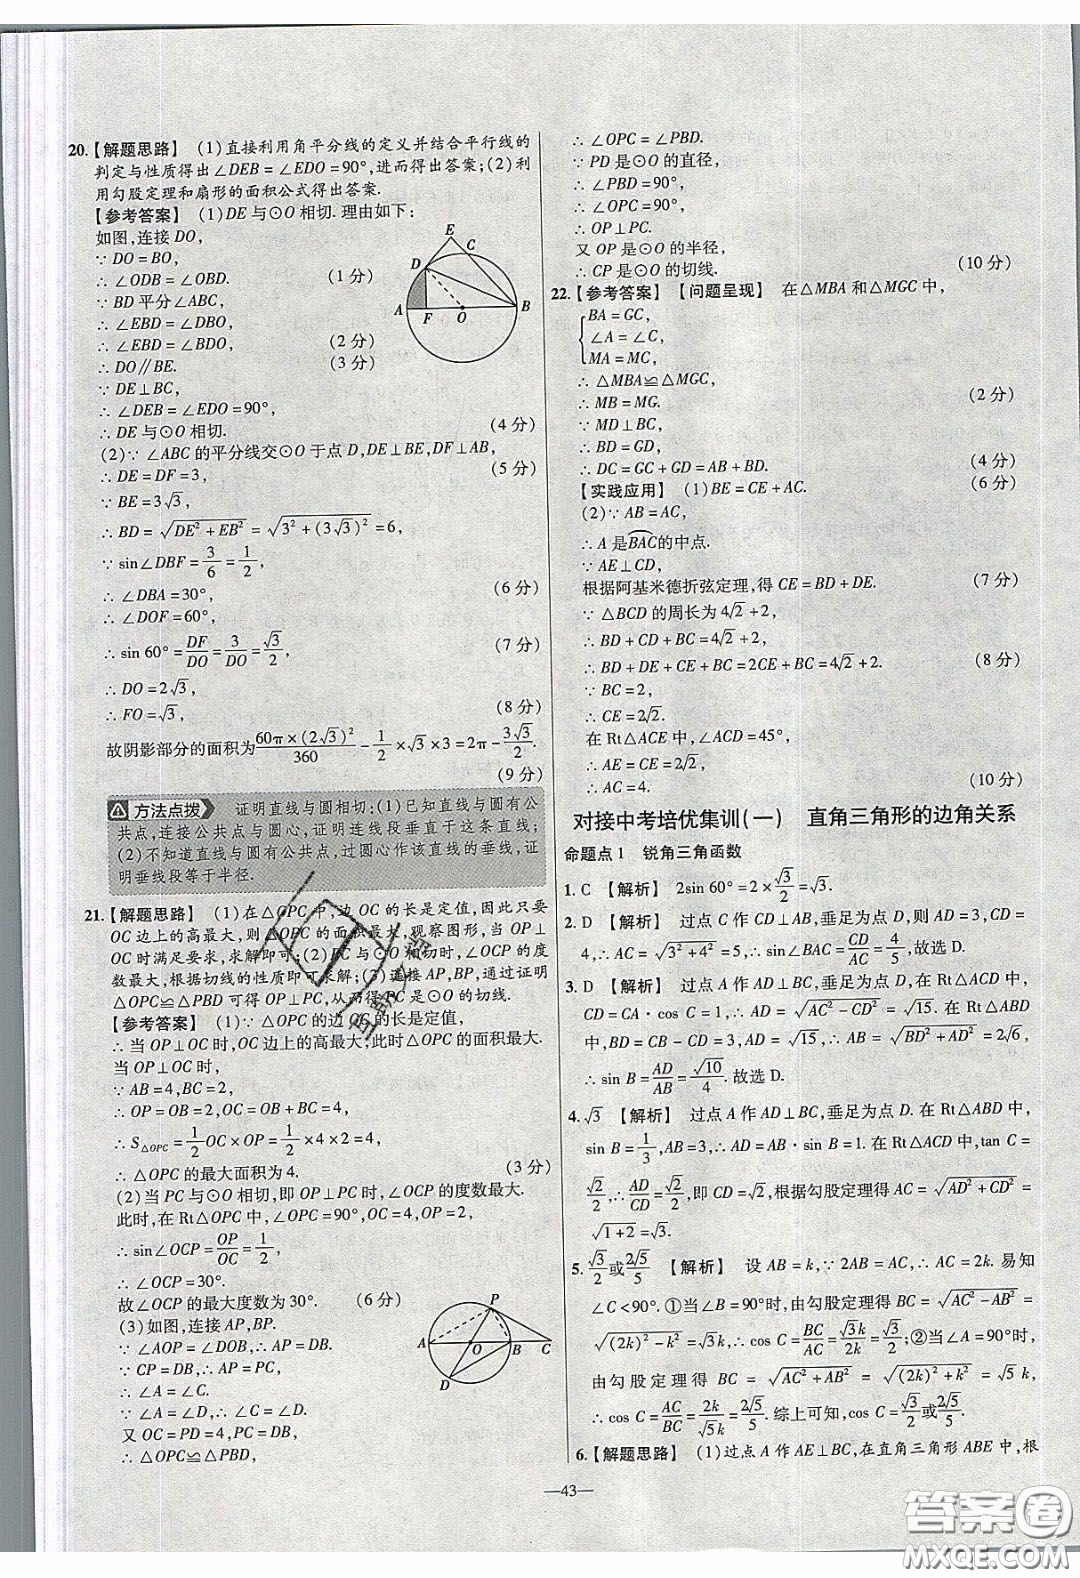 20.【解题思路】 (1)直接利用角平分线的定义并结合平行线的
判定与性质得出∠DEB=∠EDO=90°,进而得出答案;(2)利
用勾股定理和扇形的面积公式得出答案.
【参考答案】 (1)DE与⊙O相切.理由如下:
如图,连接DO,
∵DO=BO,
∴∠ODB=∠OBD. (1分)
∵BD平分∠ABC,
∴∠EBD=∠DBO,
∴∠EBD=∠BDO, (2分)
∴DO∥BE. (3分)
∵DE⊥BC,
∴∠DEB=∠EDO=90°,
∴DE与⊙O相切. (4分)
E
C
D
A F O B
(2)∵∠ABC的平分线交⊙O于点D,DE⊥BE,DF⊥AB,
∴DE=DF=3, (5分)
∵BE=3√3,
∴BD=√(DE²+EB²)=√(3²+(3√3)²)=6,
∵sin∠DBF=3/6=1/2,
∴∠DBA=30°, (6分)
∴∠DOF=60°,
∴sin 60°=DF/DO=3/DO=√3/2, (7分)
∴DO=2√3,
∴FO=√3, (8分)
故阴影部分的面积为60π×(2√3)²/360-1/2×√3×3=2π-3√3/2.
(9分)
方法点拨 证明直线与圆相切:(1)已知直线与圆有公
共点,连接公共点与圆心,证明连线段垂直于这条直线;
(2)不知道直线与圆有公共点,过圆心作该直线的垂线,证
明垂线段等于半径.
21.【解题思路】 (1)在△OPC中,边OC的长是定值,因此只要
OC边上的高最大,则△OPC的面积最大,观察图形,当OP⊥
OC时满足要求,求解即可;(2)PC与⊙O相切时,∠OCP的度
数最大,根据切线的性质即可求解;(3)连接AP,BP,通过证明
△OPC≌△PBD可得OP⊥PC,从而得PC是⊙O的切线.
【参考答案】 (1)∵△OPC的边OC的长是定值,
∴当OP⊥OC时,OC边上的高最大,此时△OPC的面积最大.
当OP⊥OC时,
∵AB=4,BC=2,
∴OP=OB=2,OC=OB+BC=4,
∴S△OPC=1/2OC×OP=1/2×4×2=4,
∴△OPC的最大面积为4. (3分)
(2)当PC与⊙O相切,即OP⊥PC时,∠OCP的度数最大.
此时,在Rt△OPC中,∠OPC=90°,OC=4,OP=2,
∴sin∠OCP=OP/OC=1/2,
∴∠OCP=30°.
故∠OCP的最大度数为30°. (6分)
(3)如图,连接AP,BP.
∵∠AOP=∠DOB,∴AP=DB.
∵CP=DB,∴AP=PC,
∴∠A=∠C.
∵∠A=∠D,∴∠C=∠D.
又OC=PD=4,PC=DB,
∴△OPC≌△PBD,
P
A O B C
D
∴∠OPC=∠PBD.
∵PD是⊙O的直径,
∴∠PBD=90°,
∴∠OPC=90°,
∴OP⊥PC.
又OP是⊙O的半径,
∴CP是⊙O的切线. (10分)
22.【参考答案】 【问题呈现】 在△MBA和△MGC中,
BA=GC,
∠A=∠C,
MA=MC,
∴△MBA≌△MGC,
∴MB=MG. (2分)
∵MD⊥BC,
∴BD=GD,
∴DC=GC+GD=AB+BD. (4分)
【实践应用】 (1)BE=CE+AC. (6分)
(2)∵AB=AC,
∴A是BAC的中点.
∵AE⊥CD,
根据阿基米德折弦定理,得CE=BD+DE. (7分)
∵△BCD的周长为4√2+2,
∴BD+CD+BC=4√2+2,
∴BD+DE+CE+BC=2CE+BC=4√2+2. (8分)
∵BC=2,
∴CE=2√2.
在Rt△ACE中,∠ACD=45°,
∴AE=CE=2√2,
∴AC=4. (10分)
对接中考培优集训(一) 直角三角形的边角关系
命题点1 锐角三角函数
1.C 【解析】 2sin 60°=2×√3/2=√3.
2.D 【解析】 过点C作CD⊥AB,垂足为点D,则AD=3,CD=
4,∴AC=√(3²+4²)=5,∴sin∠BAC=CD/AC=4/5,故选D.
3.D 【解析】 过点A作AD⊥BC,垂足为D.在Rt△ACD中,
CD=CA·cos C=1,∴AD=√(AC²-CD²)=√15.在Rt△ABD
中,BD=CB-CD=3,AD=√15,∴AB=√(BD²+AD²)=2√6,
∴sin B=AD/AB=√10/4.故选D.
4.√3 【解析】 过点A作AD⊥BC,垂足为D.在Rt△ABD中,
sin B=1/3,AB=3,∴AD=AB·sin B=1.在Rt△ACD中,tan C=
√2/2,∴AD/CD=√2/2,即CD=√2,根据勾股定理得AC=√(AD²+CD²)=
√(1+2)=√3.
5.√3/2或2√5/5 【解析】 设AB=k,∵2AB=AC,∴AC=2k.易知
∠C<90°.①当∠B=90°时,由勾股定理得BC=√(AC²-AB²)=
√((2k)²-k²)=√3k,∴cos C=BC/AC=√3k/2k=√3/2;②当∠A=90°时,
由勾股定理得BC=√(AC²+AB²)=√((2k)²+k²)=√5k,
∴cos C=AC/BC=2k/√5k=2√5/5.综上可知,cos C=√3/2或2√5/5.
6.【解题思路】 (1)过点A作AE⊥BC,在直角三角形ABE中,根
—43—
答案圈
MXQE.COM